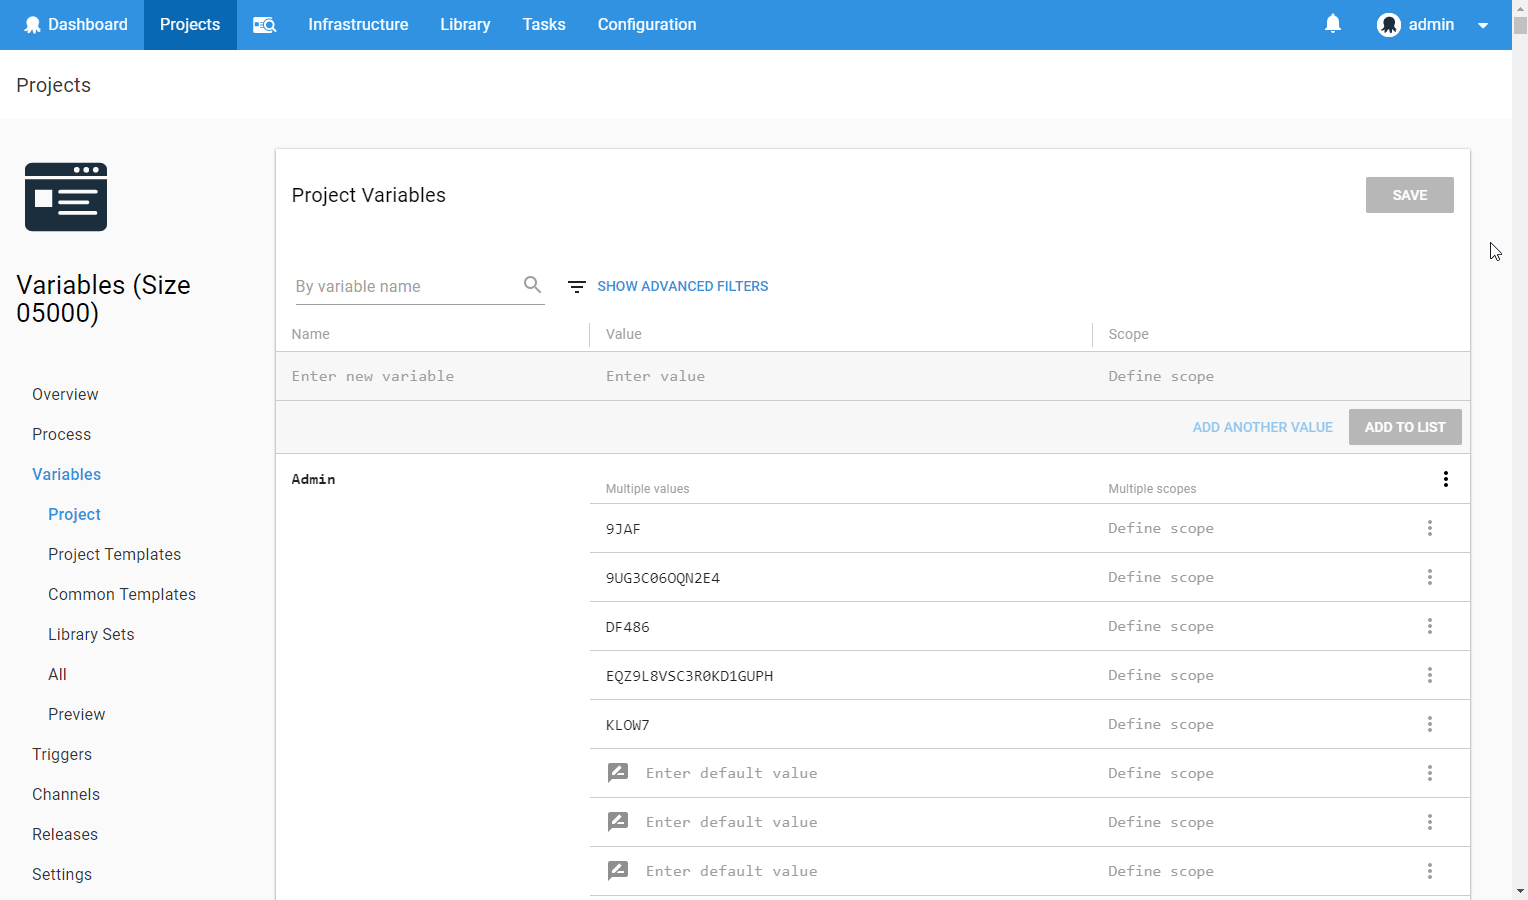 Dashboard Projects Infrastructure Library Tasks Configuration admin
Projects
Variables (Size
05000)
Overview
Process
Variables
Project
Project Templates
Common Templates
Library Sets
All
Preview
Triggers
Channels
Releases
Settings
Project Variables
SAVE
By variable name
SHOW ADVANCED FILTERS
Name Value Scope
Enter new variable Enter value Define scope
ADD ANOTHER VALUE ADD TO LIST
Admin
Multiple values Multiple scopes
9JAF Define scope
9UG3C06OQN2E4 Define scope
DF486 Define scope
EQZ9L8VSC3R0KD1GUPH Define scope
KLOW7 Define scope
Enter default value Define scope
Enter default value Define scope
Enter default value Define scope